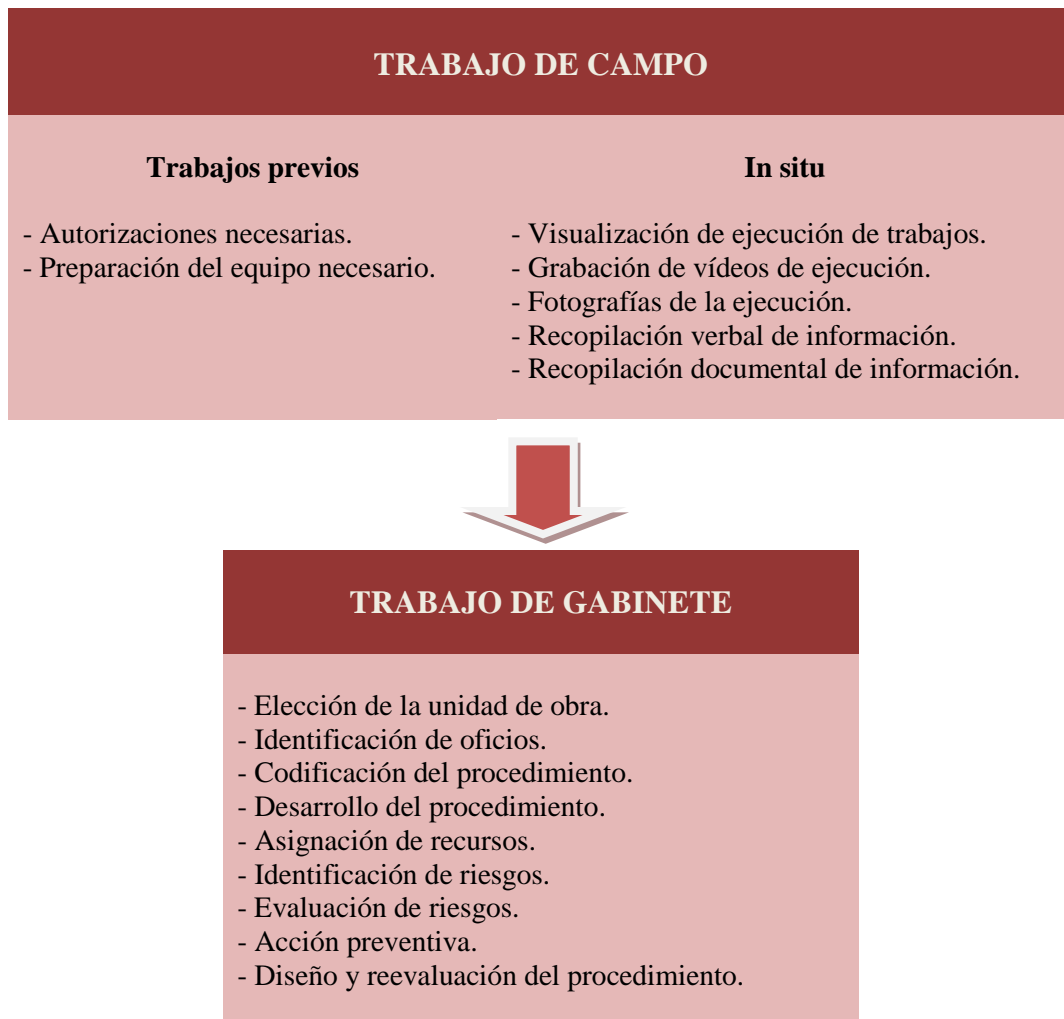 TRABAJO DE CAMPO
Trabajos previos
- Autorizaciones necesarias.
- Preparación del equipo necesario.
In situ
- Visualización de ejecución de trabajos.
- Grabación de vídeos de ejecución.
- Fotografías de la ejecución.
- Recopilación verbal de información.
- Recopilación documental de información.
TRABAJO DE GABINETE
- Elección de la unidad de obra.
- Identificación de oficios.
- Codificación del procedimiento.
- Desarrollo del procedimiento.
- Asignación de recursos.
- Identificación de riesgos.
- Evaluación de riesgos.
- Acción preventiva.
- Diseño y reevaluación del procedimiento.